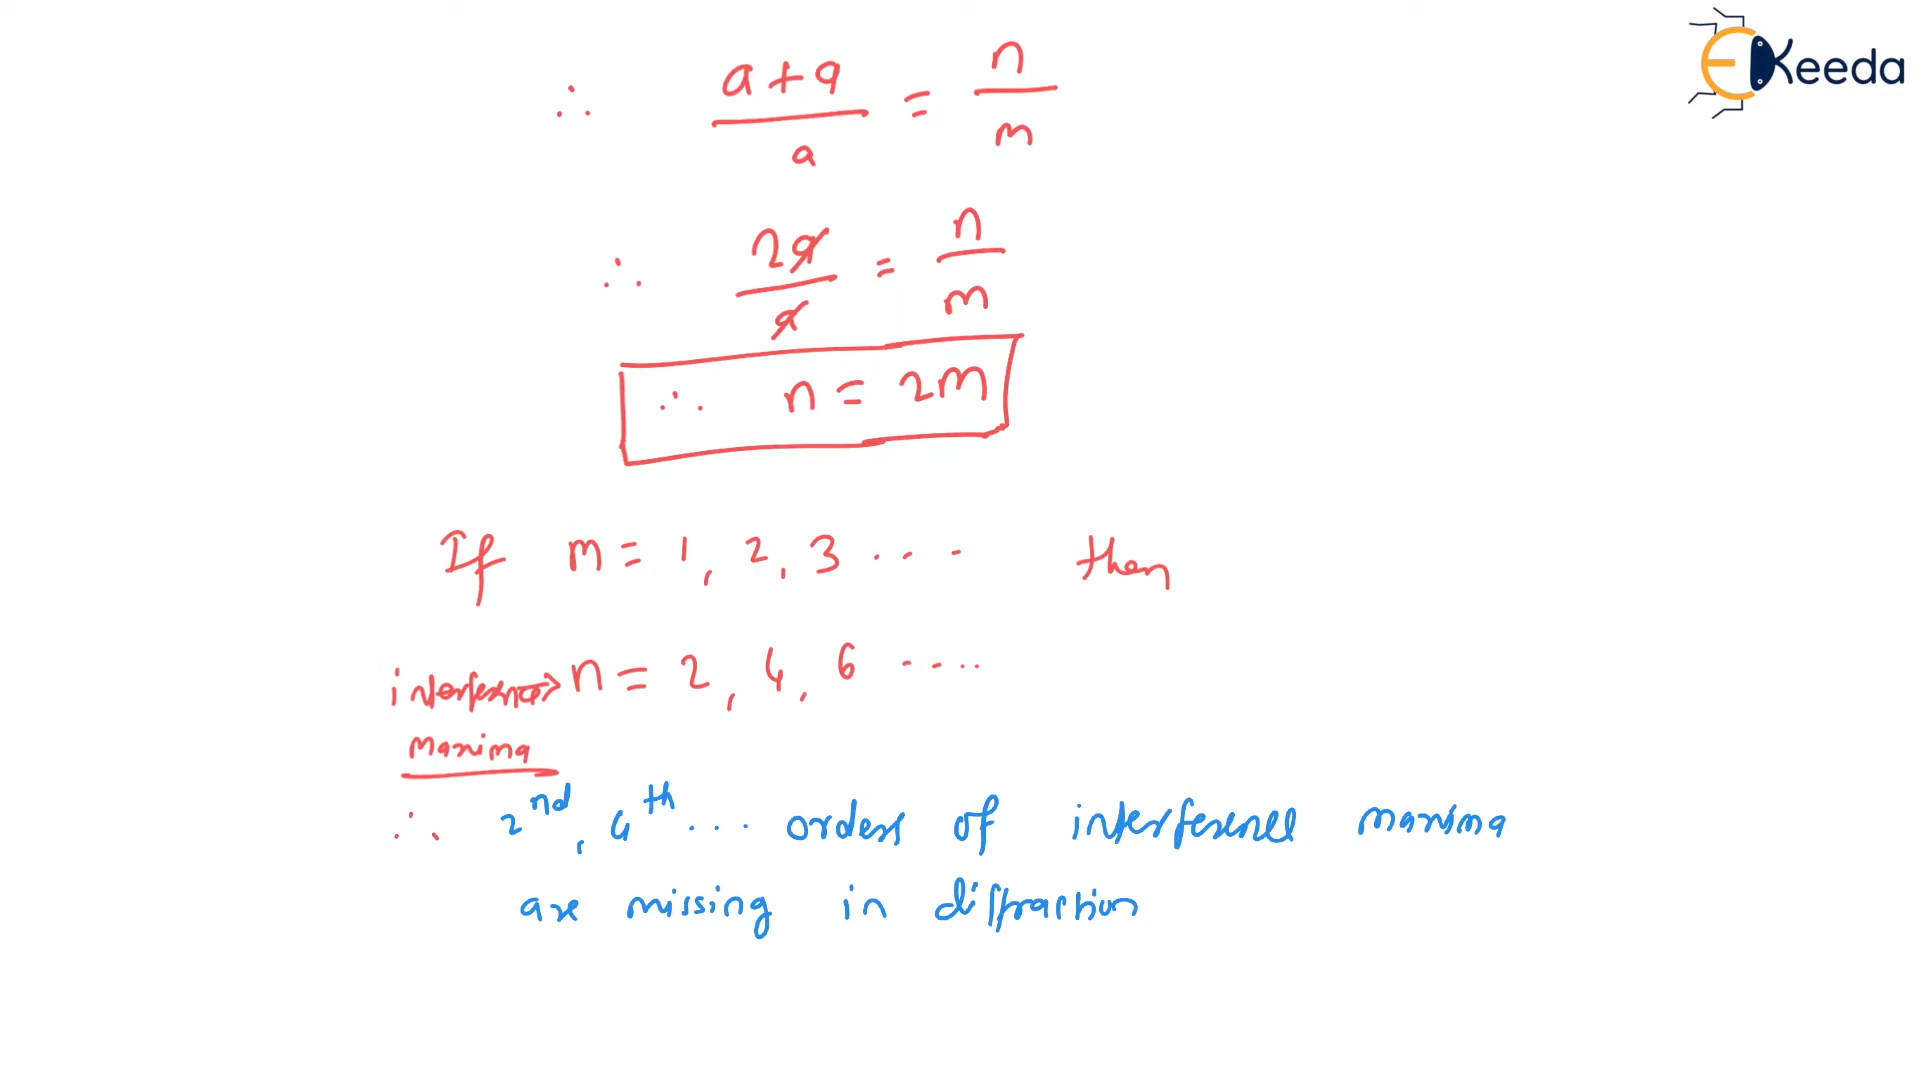 EKeeda
∴ a+a/a = n/m
∴ 2a/a = n/m
∴ n = 2m
If m = 1, 2, 3 ..... then
interference → n = 2, 4, 6 .....
maxima
∴ 2nd, 4th ... orders of interference maxima
are missing in diffraction